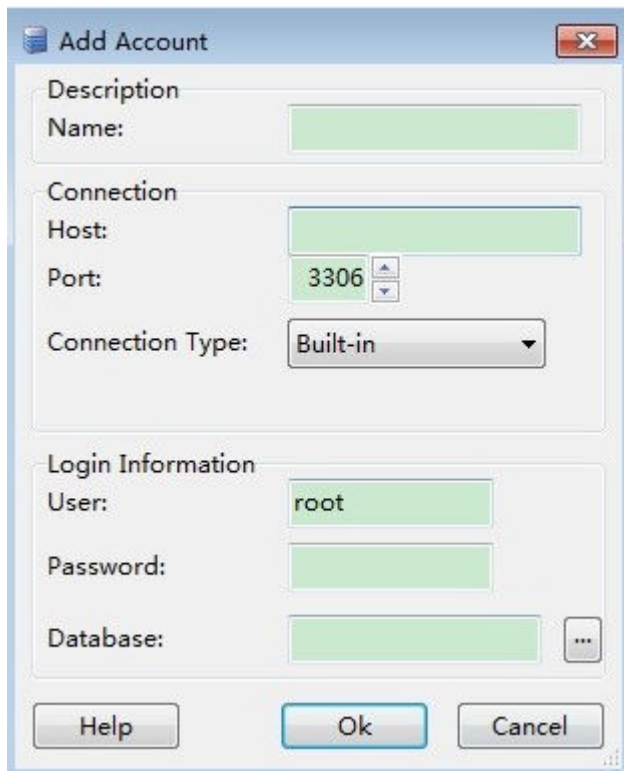 Add Account
Description
Name:
Connection
Host:
Port: 3306
Connection Type: Built-in
Login Information
User: root
Password:
Database: ...
Help Ok Cancel